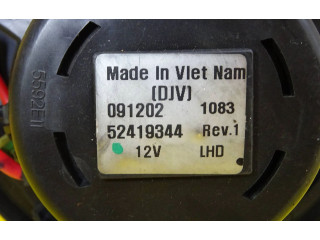 Made In Viet Nam
(DJV)
091202 1083
52419344 Rev.1
12V LHD